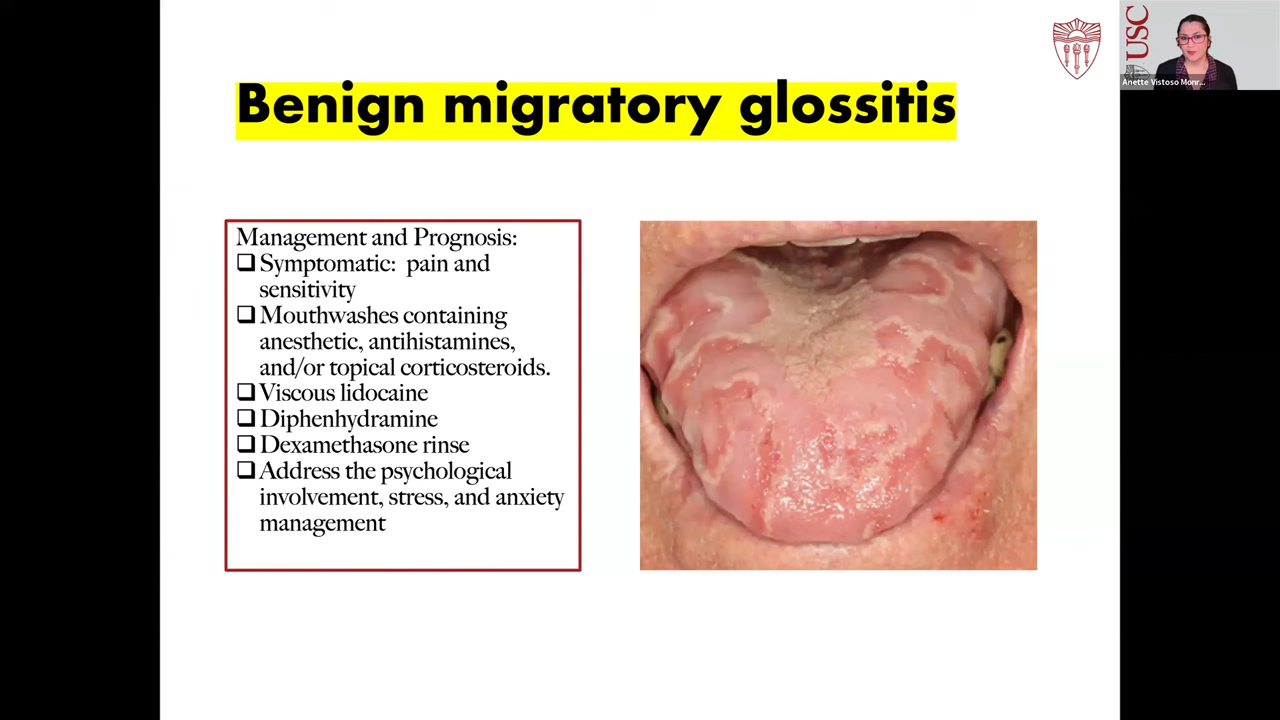 Benign migratory glossitis
Management and Prognosis:
❑ Symptomatic: pain and
sensitivity
❑ Mouthwashes containing
anesthetic, antihistamines,
and/or topical corticosteroids.
❑ Viscous lidocaine
❑ Diphenhydramine
❑ Dexamethasone rinse
❑ Address the psychological
involvement, stress, and anxiety
management
USC
Anette Vistoso Monr...